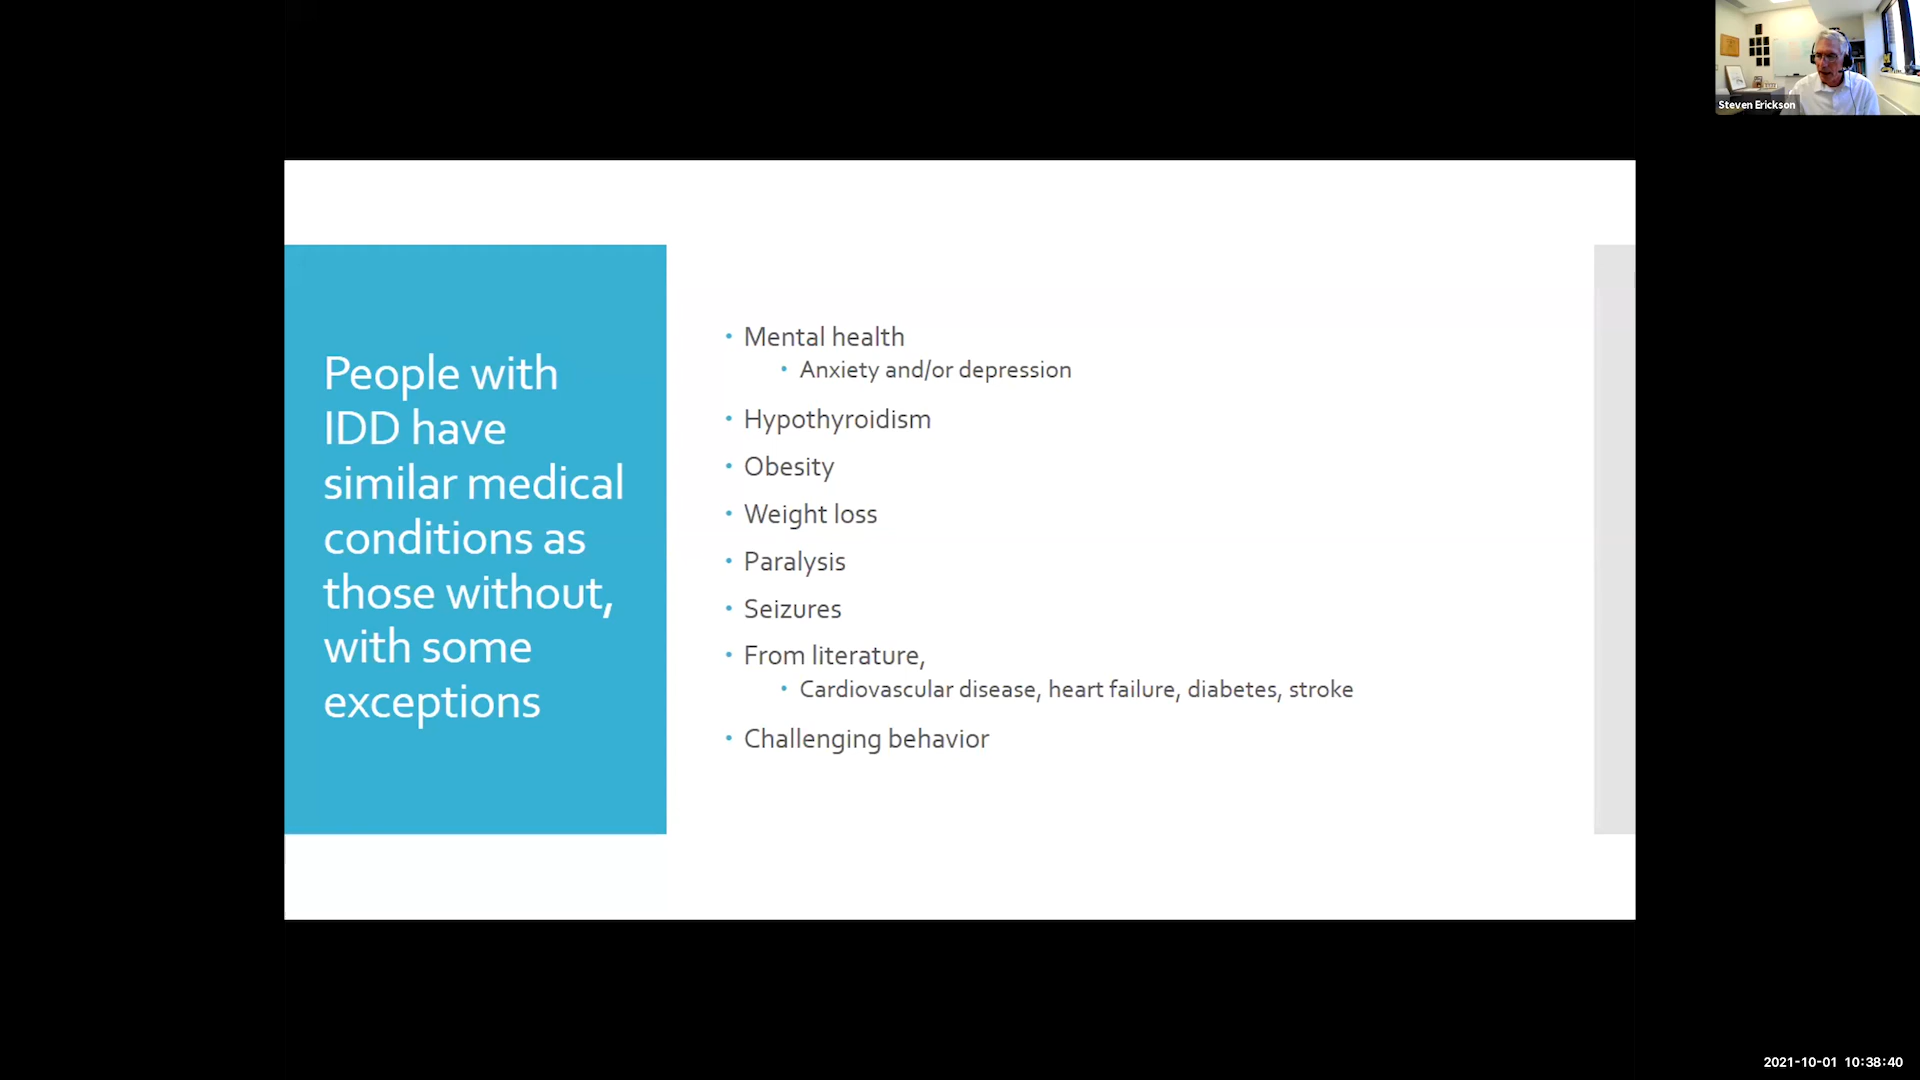 Steven Erickson
People with
IDD have
similar medical
conditions as
those without,
with some
exceptions
• Mental health
• Anxiety and/or depression
• Hypothyroidism
• Obesity
• Weight loss
• Paralysis
• Seizures
• From literature,
• Cardiovascular disease, heart failure, diabetes, stroke
• Challenging behavior
2021-10-01 10:38:40